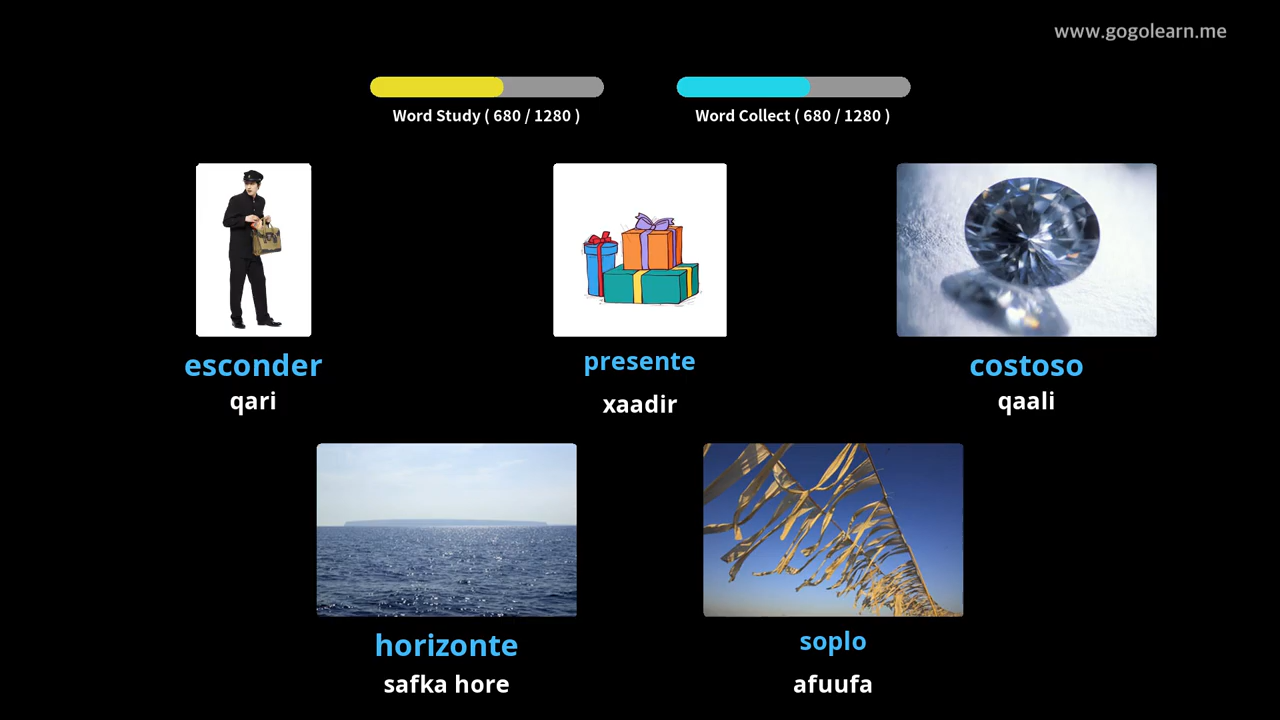 www.gogolearn.me
Word Study ( 680 / 1280 )
Word Collect ( 680 / 1280 )
esconder
qari
presente
xaadir
costoso
qaali
horizonte
safka hore
soplo
afuufa